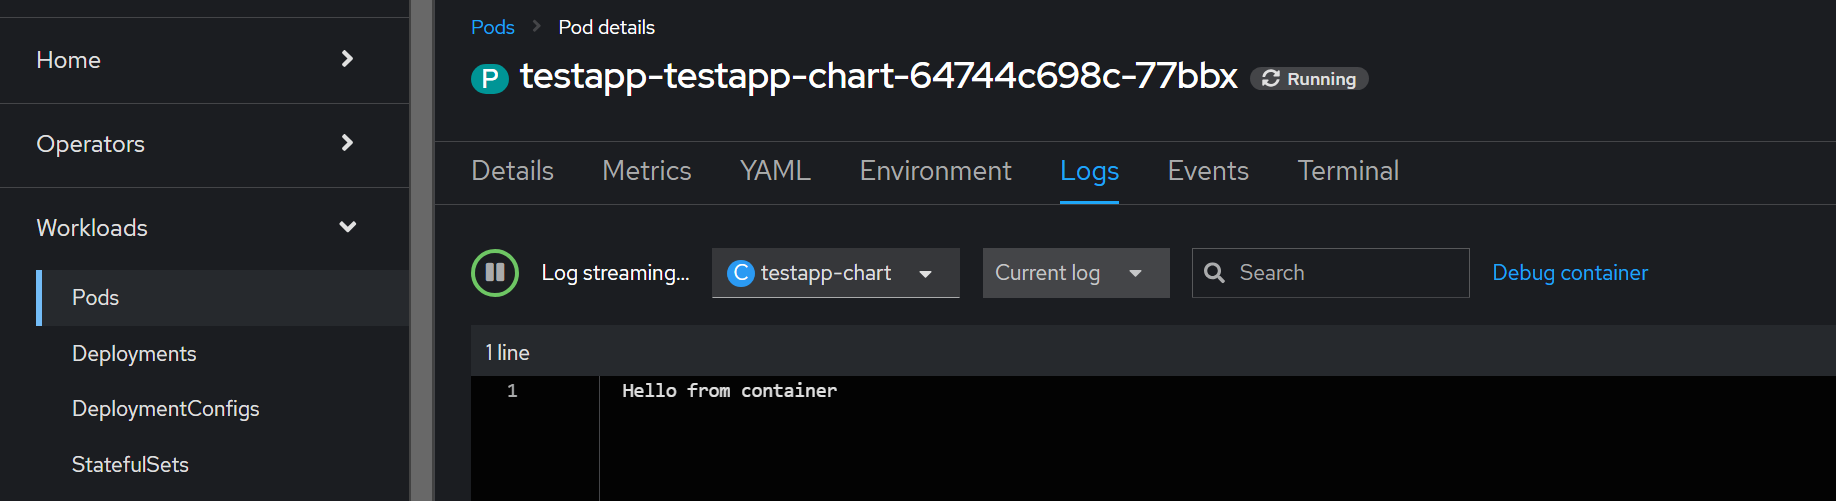 Home
Operators
Workloads
Pods
Deployments
DeploymentConfigs
StatefulSets
Pods Pod details
P testapp-testapp-chart-64744c698c-77bbx Running
Details Metrics YAML Environment Logs Events Terminal
Log streaming... C testapp-chart Current log Search Debug container
1 line
1 Hello from container